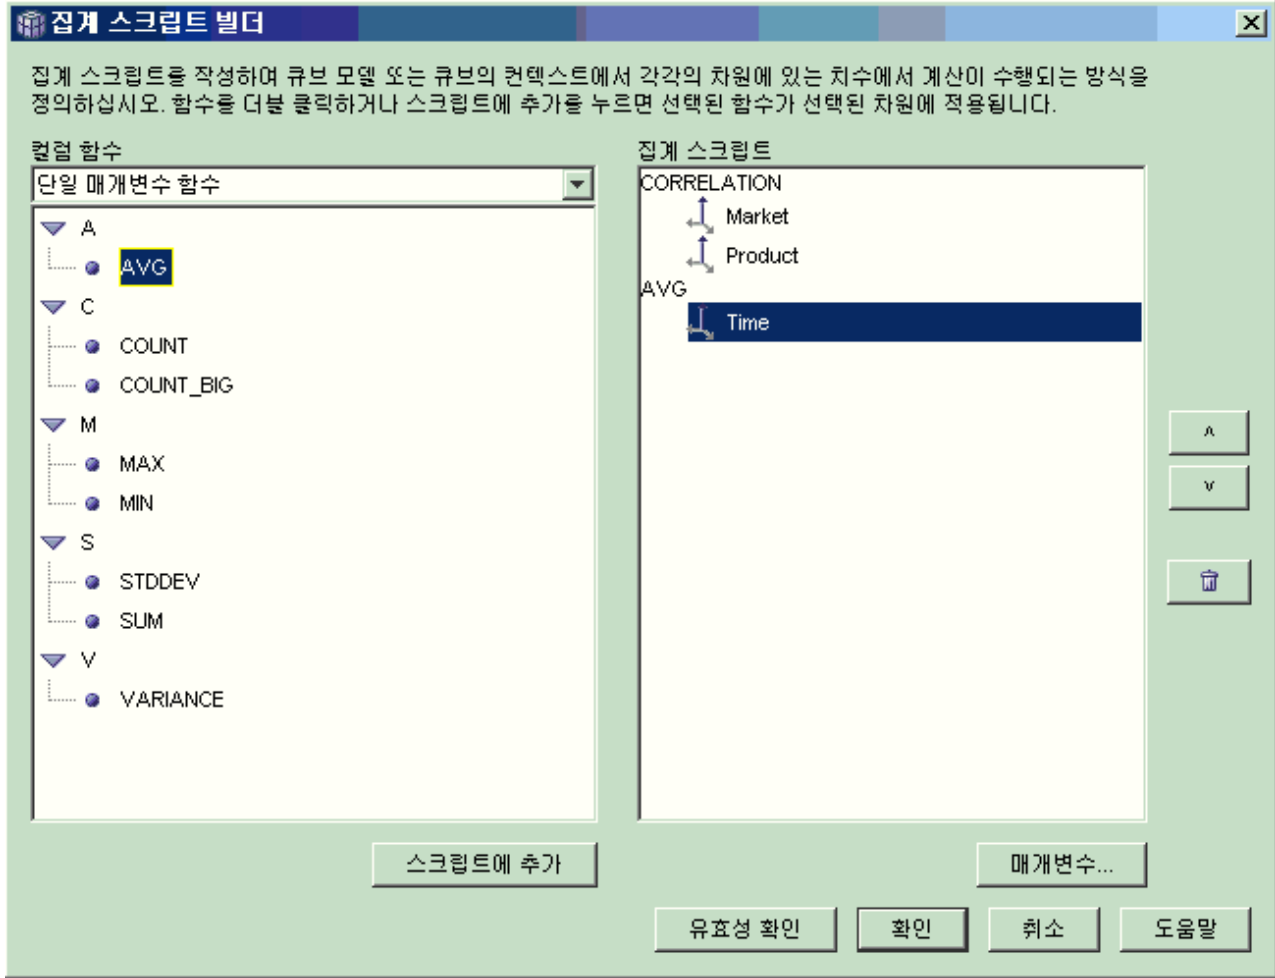 집계 스크립트 빌더
집계 스크립트를 작성하여 큐브 모델 또는 큐브의 컨텍스트에서 각각의 차원에 있는 치수에서 계산이 수행되는 방식을
정의하십시오. 함수를 더블 클릭하거나 스크립트에 추가를 누르면 선택된 함수가 선택된 차원에 적용됩니다.
컬럼 함수
단일 매개변수 함수
A
AVG
C
COUNT
COUNT_BIG
M
MAX
MIN
S
STDDEV
SUM
V
VARIANCE
스크립트에 추가
집계 스크립트
CORRELATION
Market
Product
AVG
Time
매개변수...
유효성 확인
확인
취소
도움말